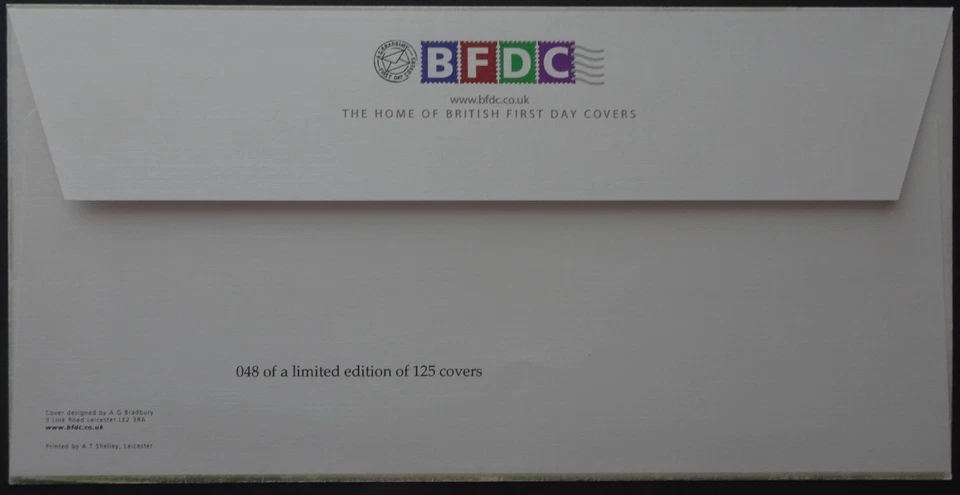 A G BRADBURY
FIRST DAY COVERS
BFDC
www.bfdc.co.uk
THE HOME OF BRITISH FIRST DAY COVERS
048 of a limited edition of 125 covers
Cover designed by A G Bradbury
3 Link Road Leicester LE2 3RA
www.bfdc.co.uk
Printed by A T Shelley, Leicester